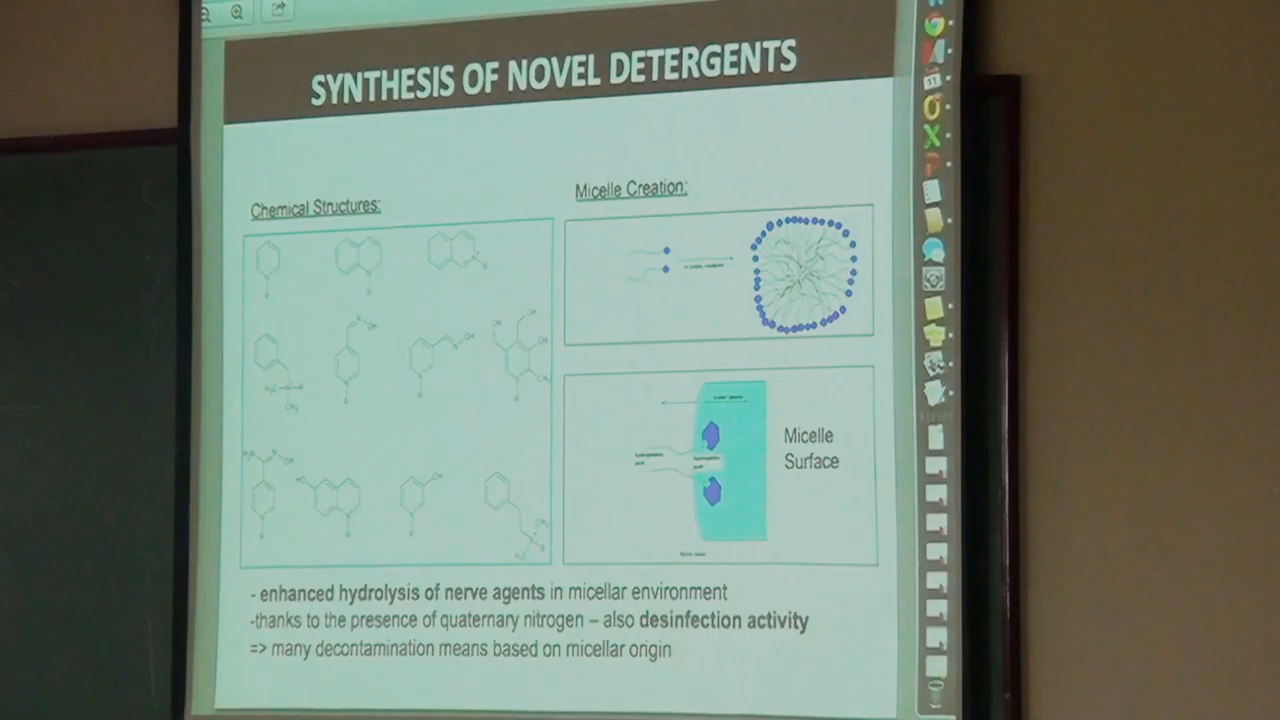 SYNTHESIS OF NOVEL DETERGENTS
Chemical Structures:
Micelle Creation:
Micelle
Surface
- enhanced hydrolysis of nerve agents in micellar environment
-thanks to the presence of quaternary nitrogen – also desinfection activity
=> many decontamination means based on micellar origin